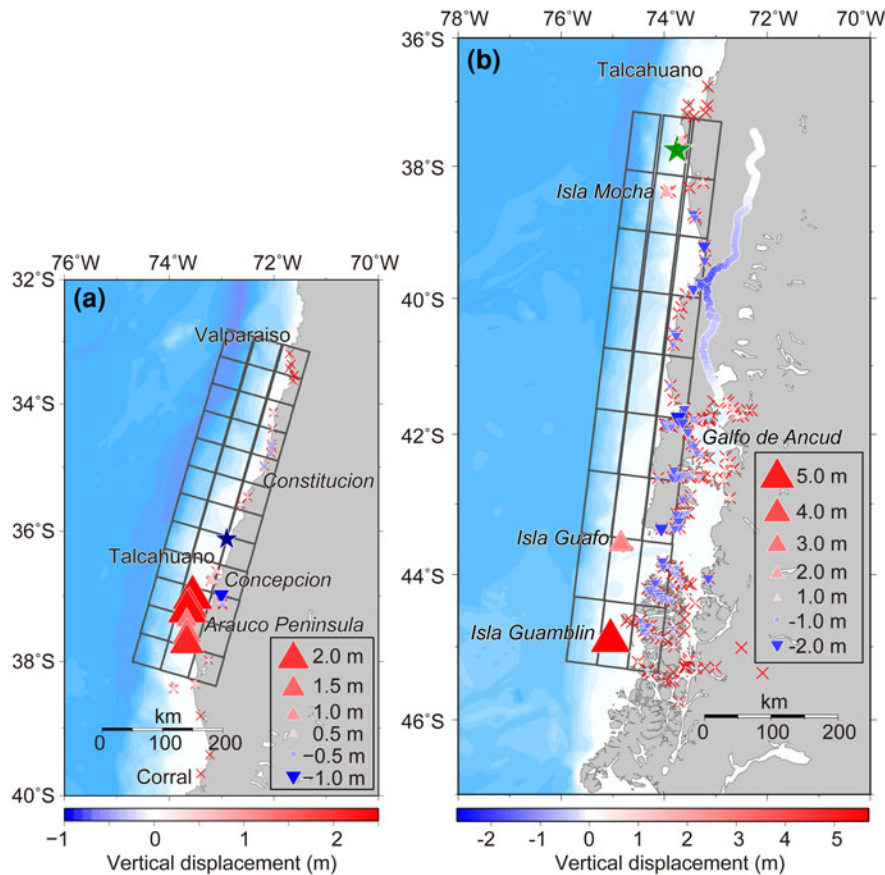 76°W 74°W 72°W 70°W
32°S
34°S
36°S
38°S
40°S
(a)
Valparaiso
Constitucion
Talcahuano
Concepcion
Arauco Peninsula
Corral
km
0 100 200
2.0 m
1.5 m
1.0 m
0.5 m
−0.5 m
−1.0 m
−1 0 1 2
Vertical displacement (m)
78°W 76°W 74°W 72°W 70°W
36°S
38°S
40°S
42°S
44°S
46°S
(b)
Talcahuano
Isla Mocha
Galfo de Ancud
Isla Guafo
Isla Guamblin
5.0 m
4.0 m
3.0 m
2.0 m
1.0 m
-1.0 m
-2.0 m
km
0 100 200
-2 -1 0 1 2 3 4 5
Vertical displacement (m)